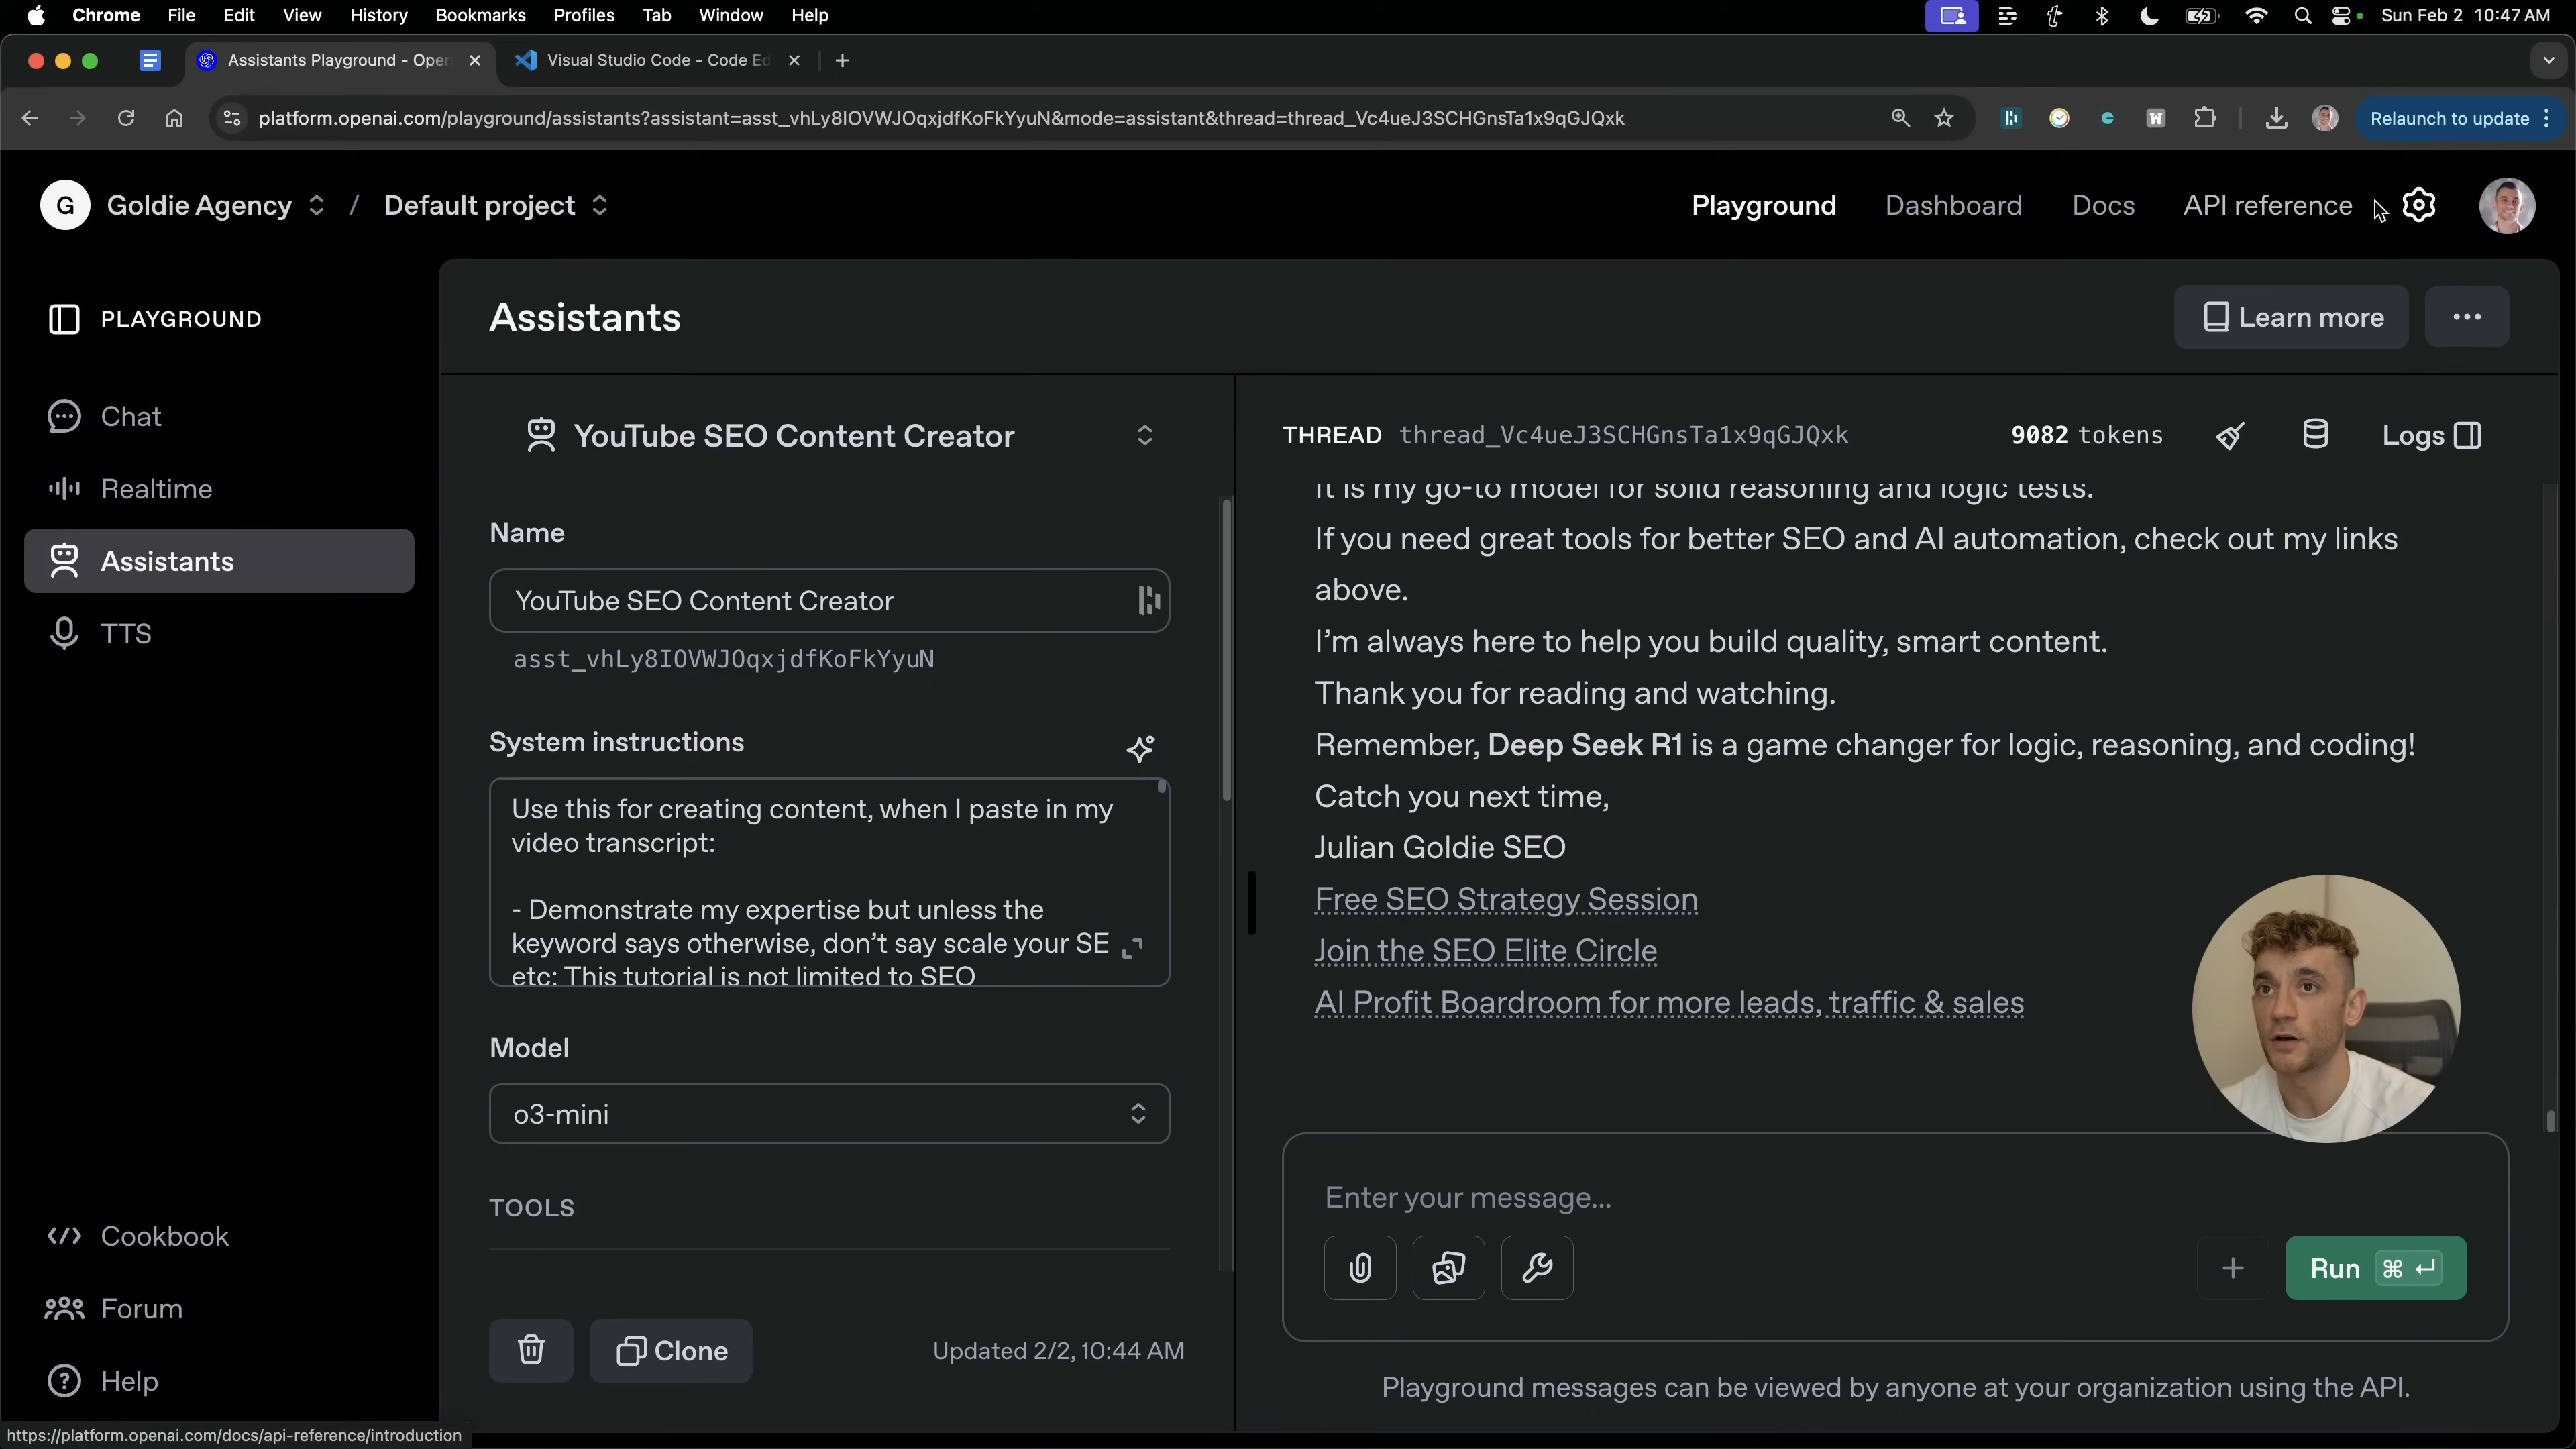 Chrome File Edit View History Bookmarks Profiles Tab Window Help Sun Feb 2 10:47 AM
Assistants Playground - Open Visual Studio Code - Code Ed
platform.openai.com/playground/assistants?assistant=asst_vhLy8IOVWJOqxjdfKoFkYyuN&mode=assistant&thread=thread_Vc4ueJ3SCHGnsTa1x9qGJQxk
Relaunch to update
G Goldie Agency / Default project
Playground Dashboard Docs API reference
PLAYGROUND
Chat
Realtime
Assistants
TTS
Cookbook
Forum
Help
Assistants
Learn more
YouTube SEO Content Creator
Name
YouTube SEO Content Creator
asst_vhLy8IOVWJOqxjdfKoFkYyuN
System instructions
Use this for creating content, when I paste in my
video transcript:
- Demonstrate my expertise but unless the
keyword says otherwise, don't say scale your SE
etc: This tutorial is not limited to SEO
Model
o3-mini
TOOLS
Clone
Updated 2/2, 10:44 AM
THREAD thread_Vc4ueJ3SCHGnsTa1x9qGJQxk 9082 tokens Logs
It is my go-to model for solid reasoning and logic tests.
If you need great tools for better SEO and AI automation, check out my links
above.
I'm always here to help you build quality, smart content.
Thank you for reading and watching.
Remember, Deep Seek R1 is a game changer for logic, reasoning, and coding!
Catch you next time,
Julian Goldie SEO
Free SEO Strategy Session
Join the SEO Elite Circle
AI Profit Boardroom for more leads, traffic & sales
Enter your message...
Run ⌘ ↵
Playground messages can be viewed by anyone at your organization using the API.
https://platform.openai.com/docs/api-reference/introduction